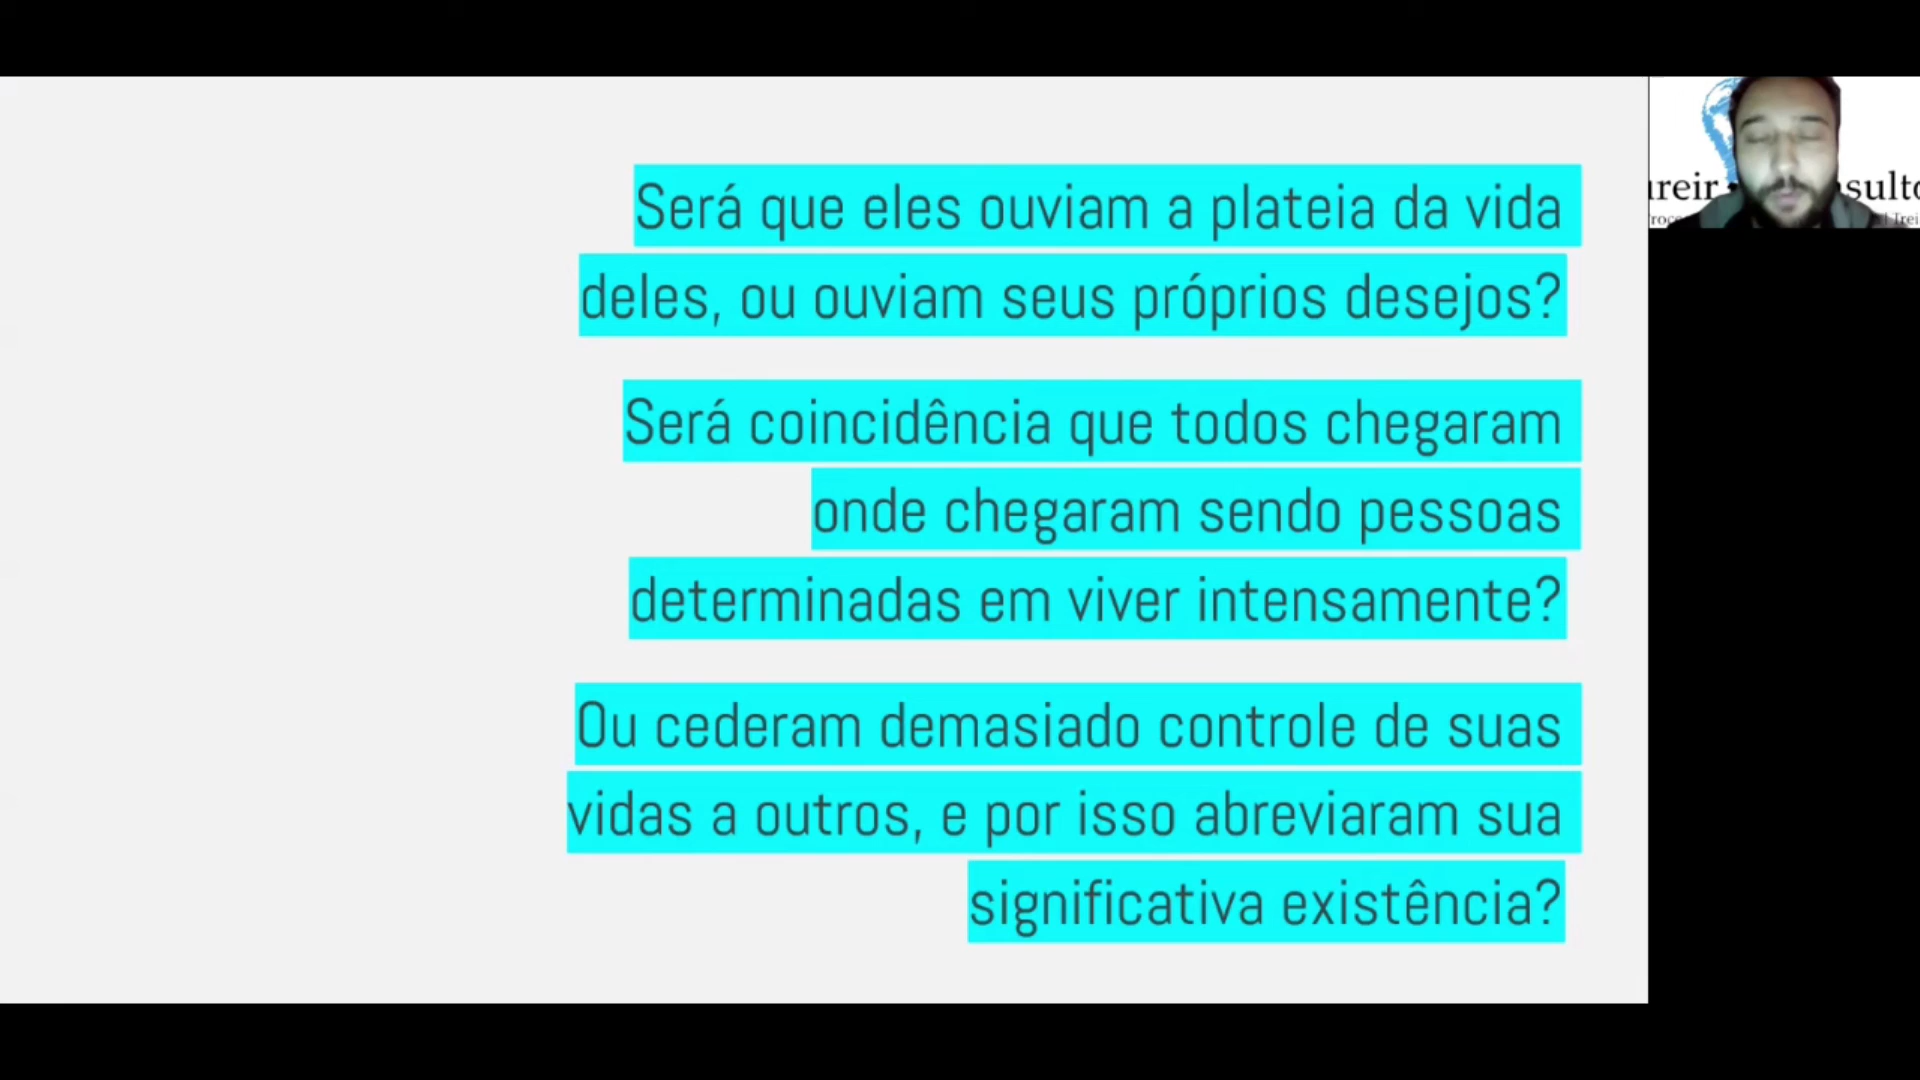 Será que eles ouviam a plateia da vida
deles, ou ouviam seus próprios desejos?
Será coincidência que todos chegaram
onde chegaram sendo pessoas
determinadas em viver intensamente?
Ou cederam demasiado controle de suas
vidas a outros, e por isso abreviaram sua
significativa existência?